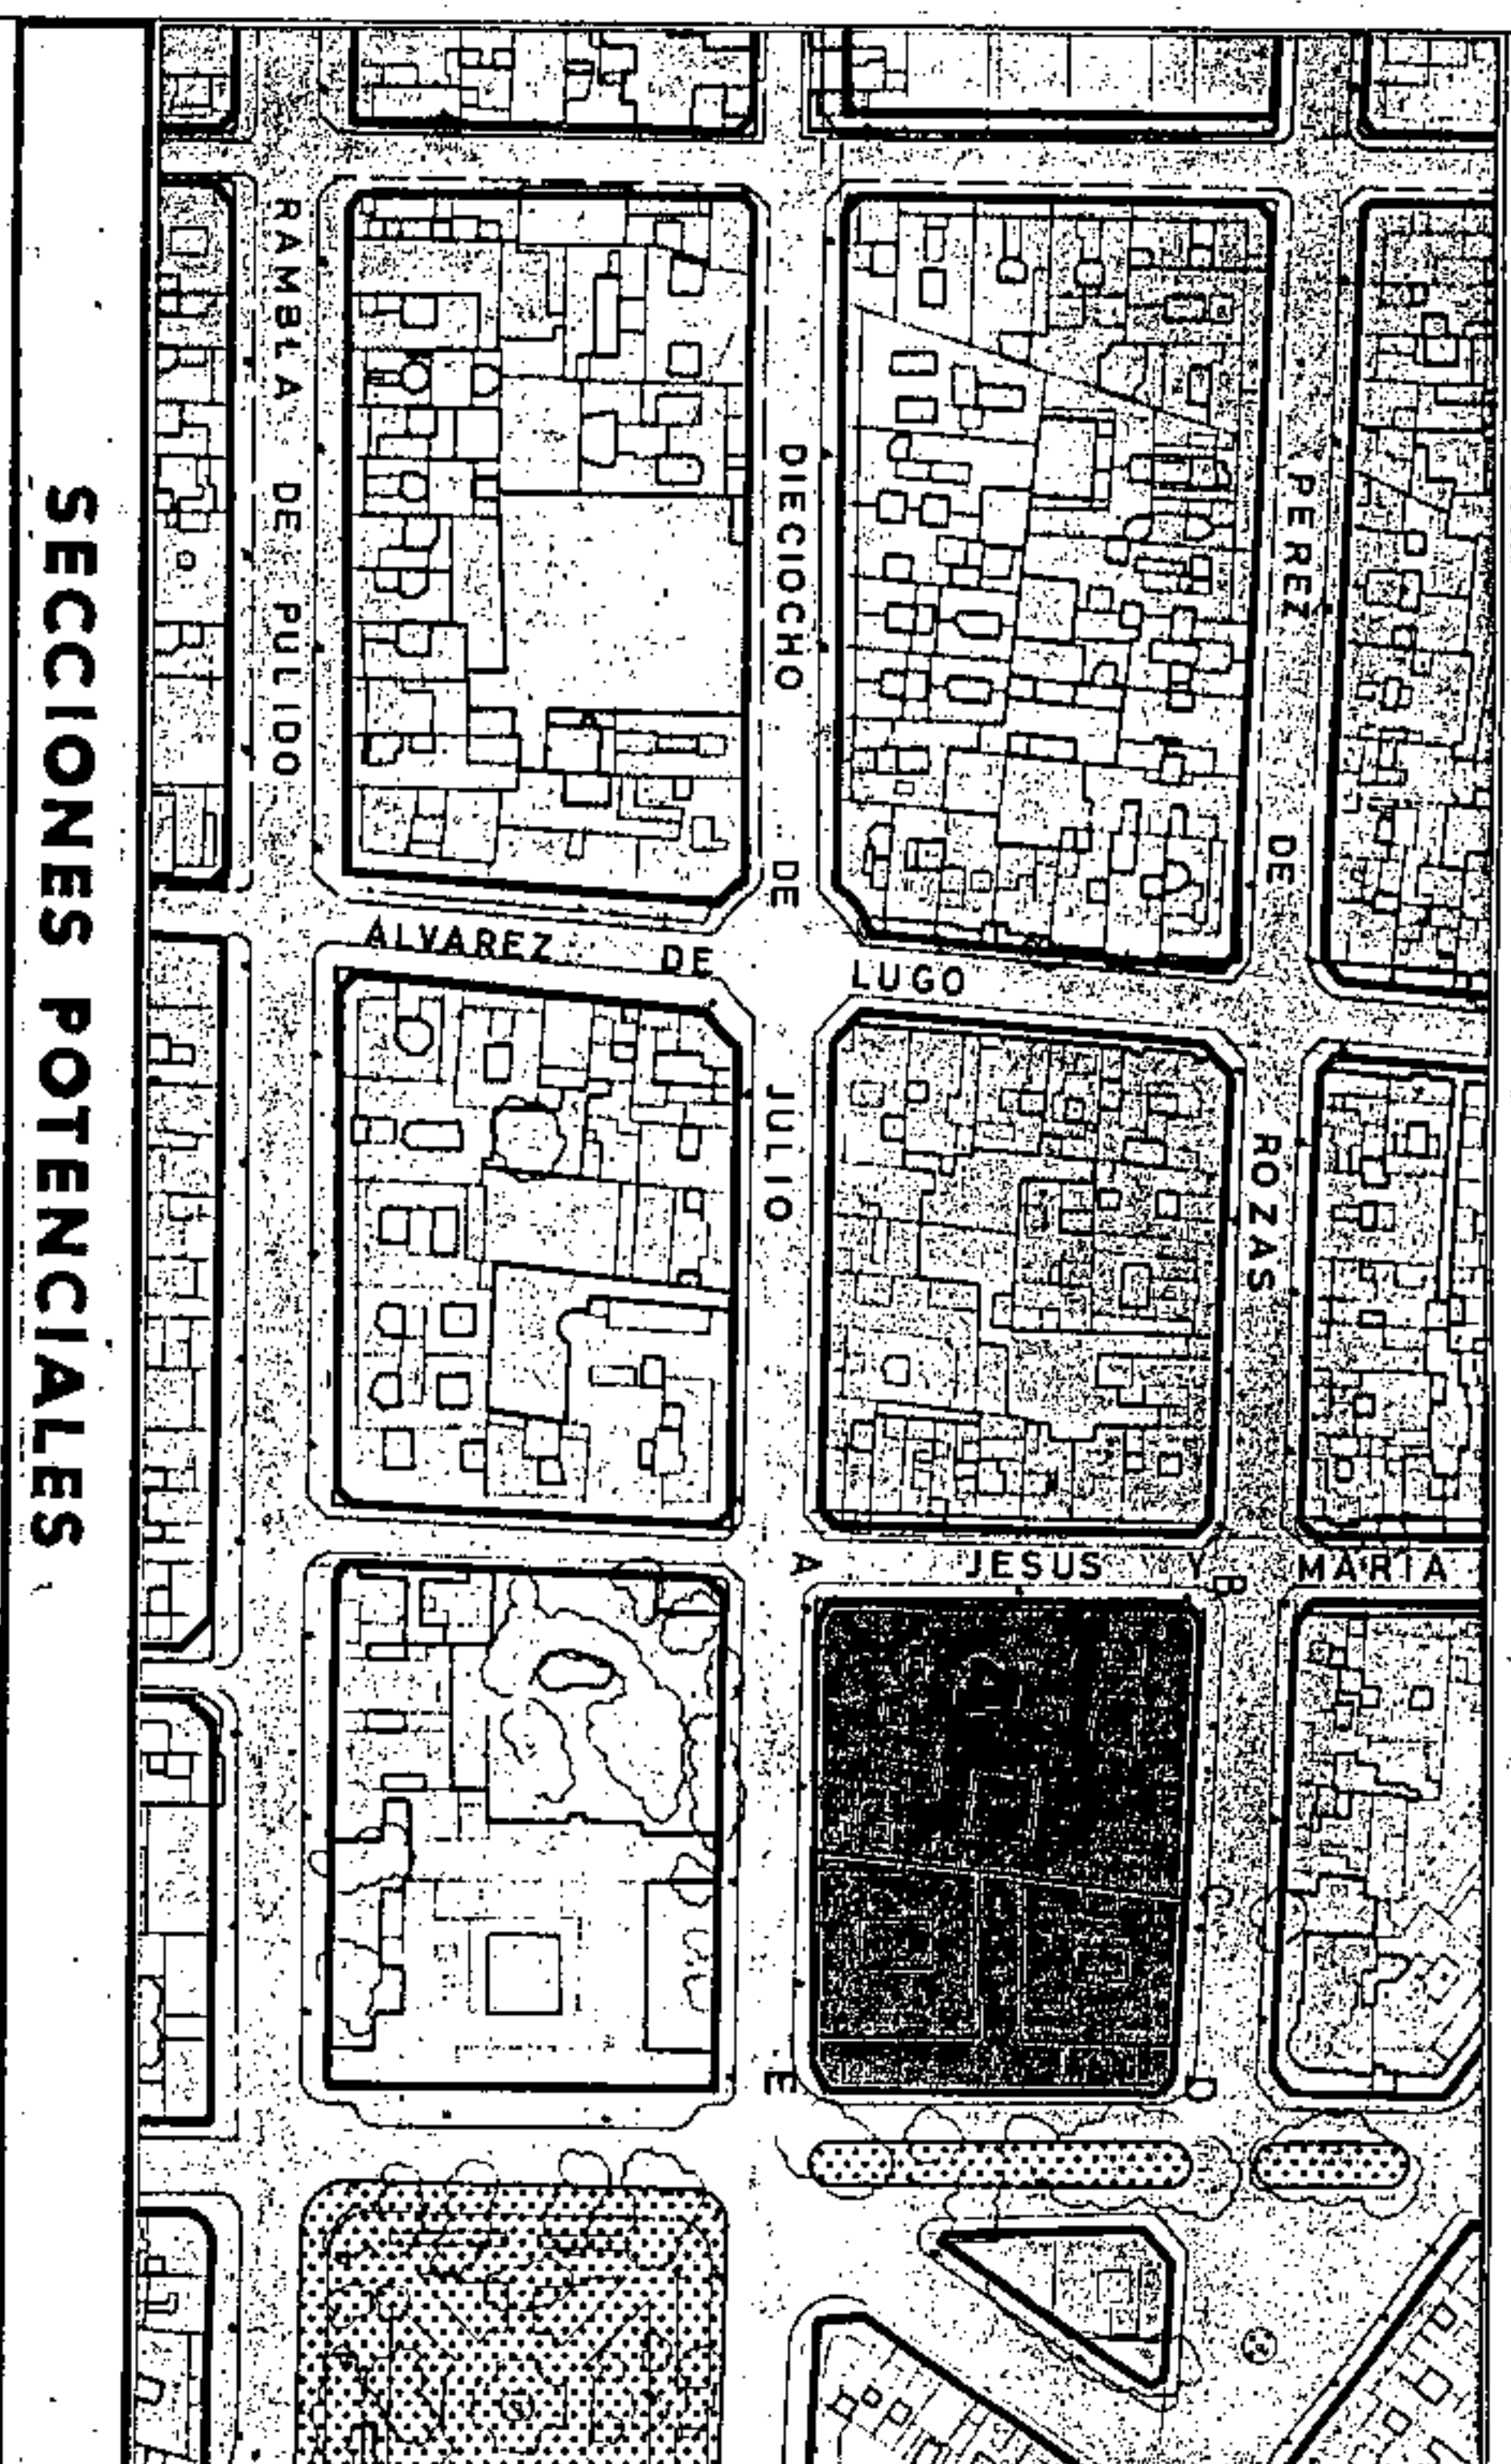 SECCIONES POTENCIALES
RAMBLA DE PULIDO
DIECIOCHO DE JULIO
PEREZ DE ROZAS
ALVAREZ DE LUGO
JESUS Y MARIA
A
B
C
D
E